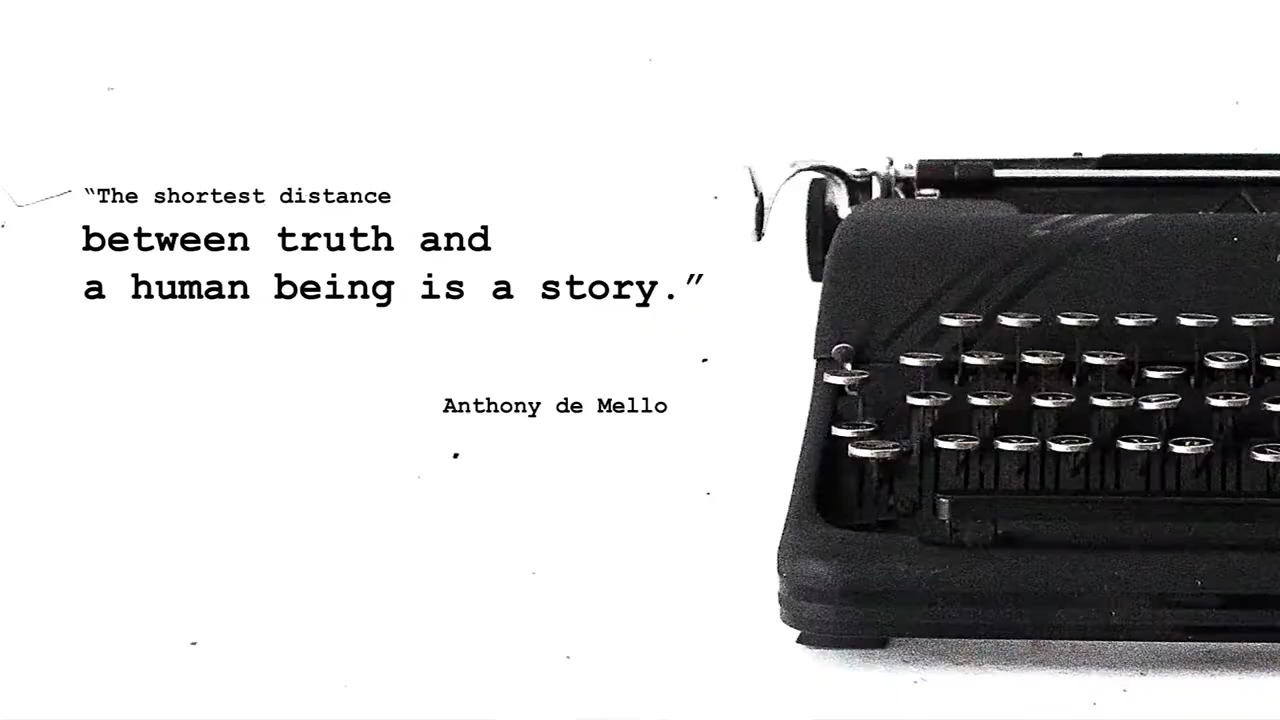 “The shortest distance
between truth and
a human being is a story.”
Anthony de Mello